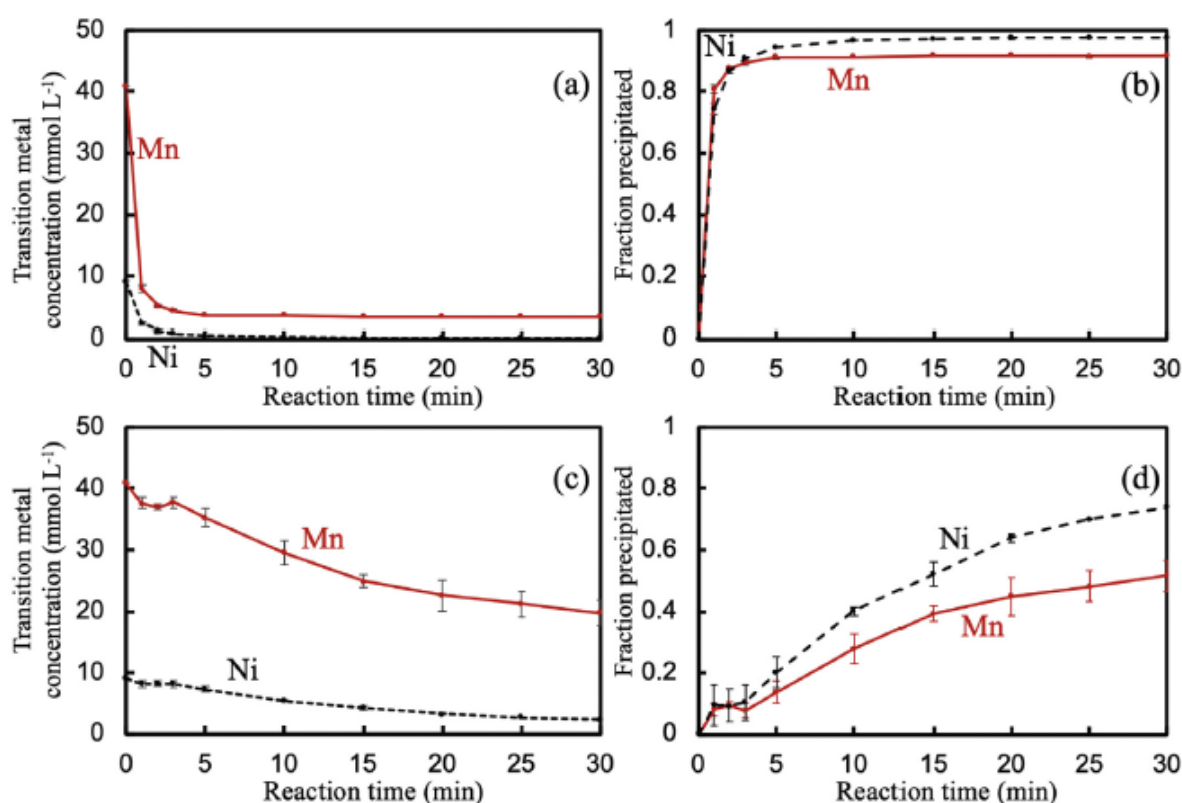 Transition metal
concentration (mmol L⁻¹)
50
40
30
20
10
0
Mn
Ni
(a)
0 5 10 15 20 25 30
Reaction time (min)
Fraction precipitated
1
0.8
0.6
0.4
0.2
0
Ni
Mn
(b)
0 5 10 15 20 25 30
Reaction time (min)
Transition metal
concentration (mmol L⁻¹)
50
40
30
20
10
0
(c)
Mn
Ni
0 5 10 15 20 25 30
Reaction time (min)
Fraction precipitated
1
0.8
0.6
0.4
0.2
0
(d)
Ni
Mn
0 5 10 15 20 25 30
Reaction time (min)